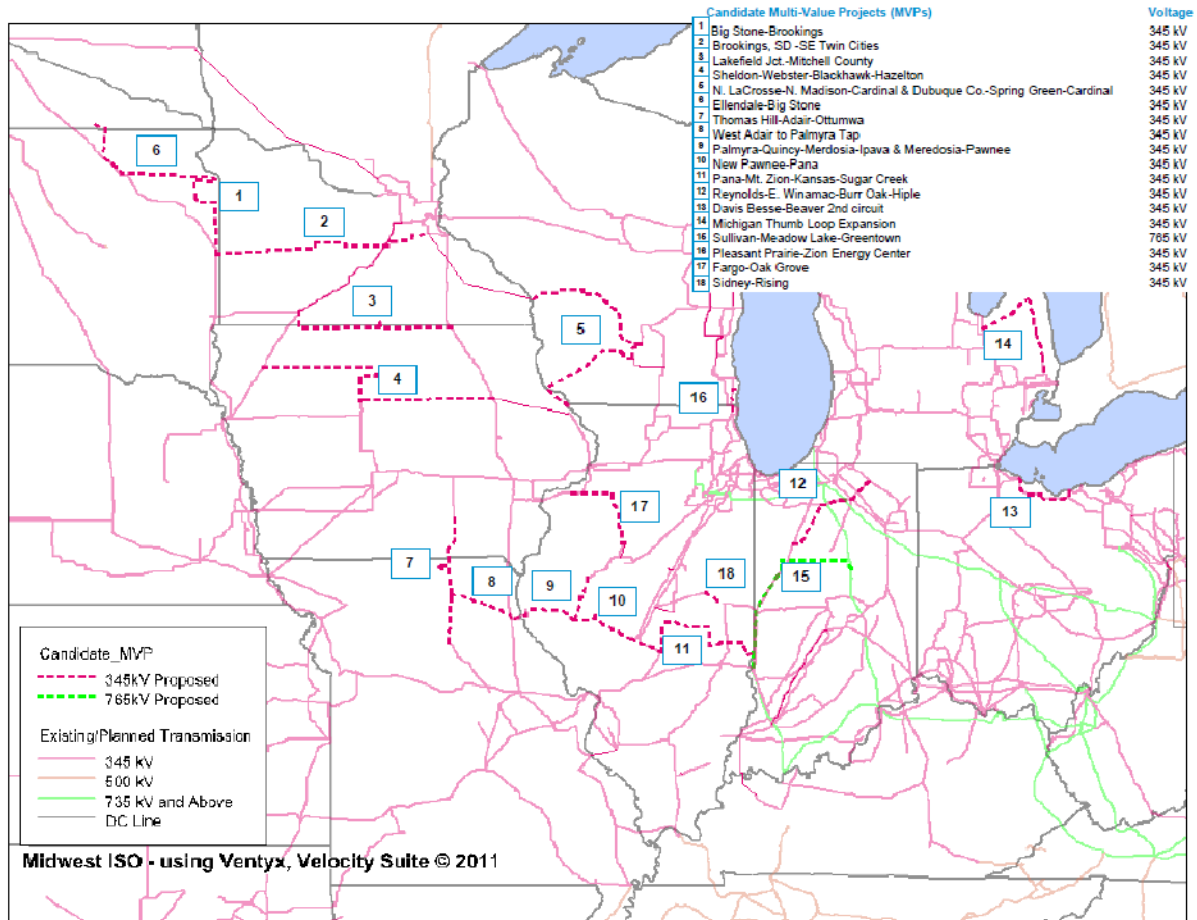 Candidate Multi-Value Projects (MVPs) Voltage
1 Big Stone-Brookings 345 kV
2 Brookings, SD -SE Twin Cities 345 kV
3 Lakefield Jct.-Mitchell County 345 kV
4 Sheldon-Webster-Blackhawk-Hazelton 345 kV
5 N. LaCrosse-N. Madison-Cardinal & Dubuque Co.-Spring Green-Cardinal 345 kV
6 Ellendale-Big Stone 345 kV
7 Thomas Hill-Adair-Ottumwa 345 kV
8 West Adair to Palmyra Tap 345 kV
9 Palmyra-Quincy-Merdosia-Ipava & Meredosia-Pawnee 345 kV
10 New Pawnee-Pana 345 kV
11 Pana-Mt. Zion-Kansas-Sugar Creek 345 kV
12 Reynolds-E. Winamac-Burr Oak-Hiple 345 kV
13 Davis Besse-Beaver 2nd circuit 345 kV
14 Michigan Thumb Loop Expansion 345 kV
15 Sullivan-Meadow Lake-Greentown 765 kV
16 Pleasant Prairie-Zion Energy Center 345 kV
17 Fargo-Oak Grove 345 kV
18 Sidney-Rising 345 kV
6
1
2
3
5
14
4
16
12
17
13
7
8
9
18
15
10
11
Candidate_MVP
345kV Proposed
765kV Proposed
Existing/Planned Transmission
345 kV
500 kV
735 kV and Above
DC Line
Midwest ISO - using Ventyx, Velocity Suite © 2011